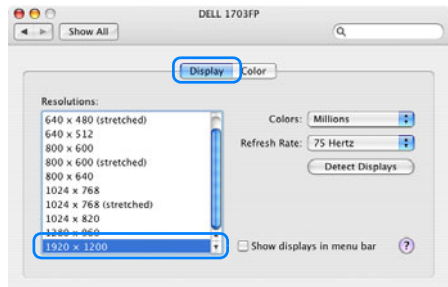 DELL 1703FP
Show All
Display Color
Resolutions:
640 x 480 (stretched)
640 x 512
800 x 600
800 x 600 (stretched)
800 x 640
1024 x 768
1024 x 768 (stretched)
1024 x 820
1280 x 960
1920 x 1200
Colors: Millions
Refresh Rate: 75 Hertz
Detect Displays
Show displays in menu bar ?